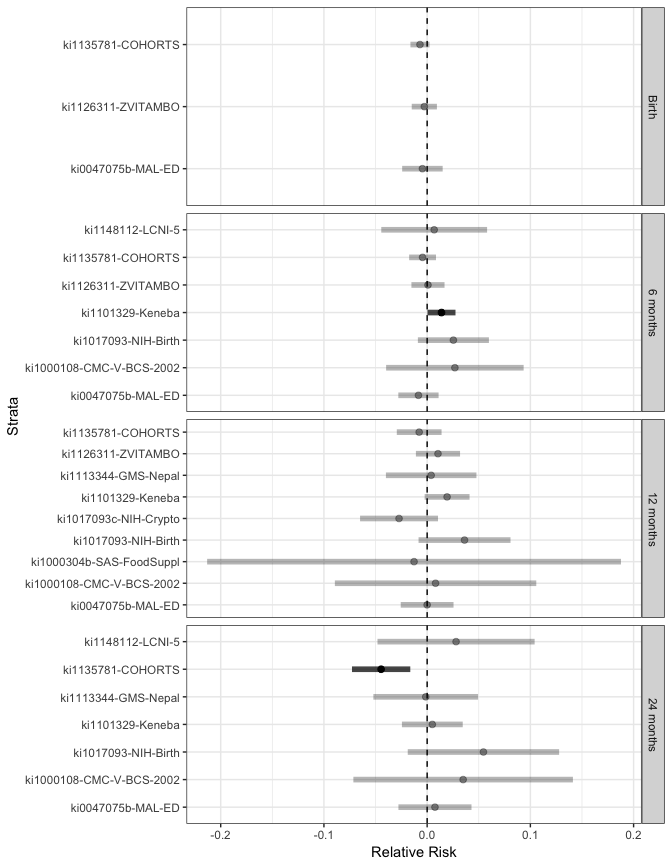 Strata
ki1135781-COHORTS
ki1126311-ZVITAMBO
ki0047075b-MAL-ED
Birth
ki1148112-LCNI-5
ki1135781-COHORTS
ki1126311-ZVITAMBO
ki1101329-Keneba
ki1017093-NIH-Birth
ki1000108-CMC-V-BCS-2002
ki0047075b-MAL-ED
6 months
ki1135781-COHORTS
ki1126311-ZVITAMBO
ki1113344-GMS-Nepal
ki1101329-Keneba
ki1017093c-NIH-Crypto
ki1017093-NIH-Birth
ki1000304b-SAS-FoodSuppl
ki1000108-CMC-V-BCS-2002
ki0047075b-MAL-ED
12 months
ki1148112-LCNI-5
ki1135781-COHORTS
ki1113344-GMS-Nepal
ki1101329-Keneba
ki1017093-NIH-Birth
ki1000108-CMC-V-BCS-2002
ki0047075b-MAL-ED
24 months
-0.2 -0.1 0.0 0.1 0.2
Relative Risk